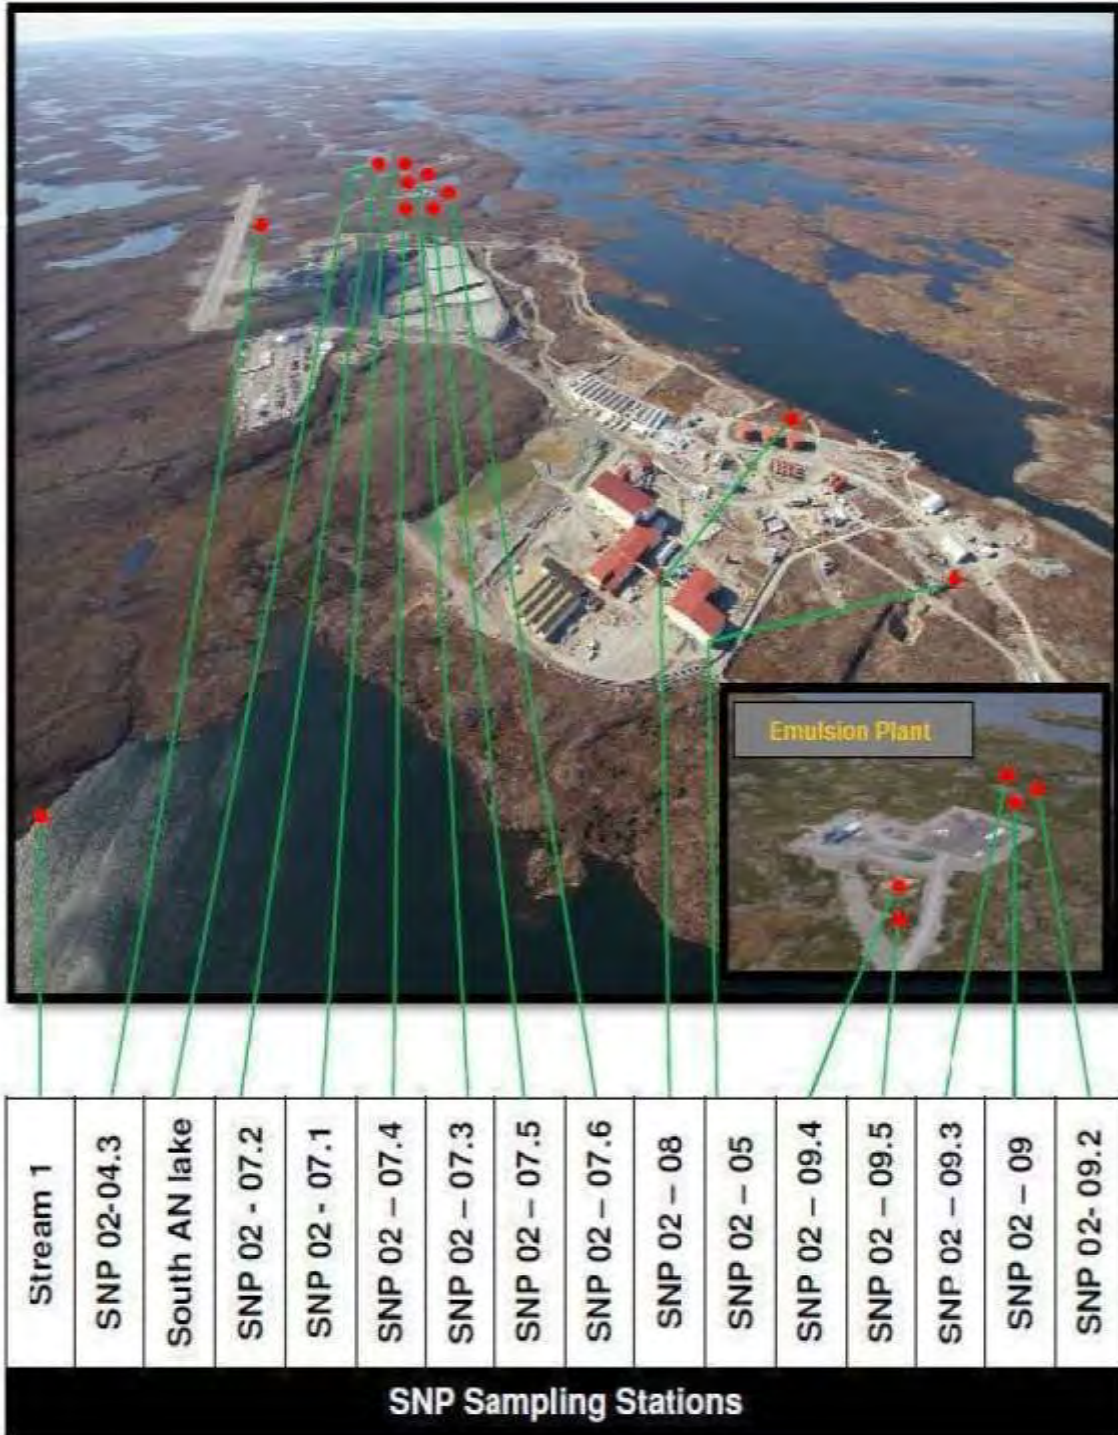 Emulsion Plant
Stream 1
SNP 02-04.3
South AN lake
SNP 02 - 07.2
SNP 02 - 07.1
SNP 02 – 07.4
SNP 02 – 07.3
SNP 02 – 07.5
SNP 02 – 07.6
SNP 02 – 08
SNP 02 – 05
SNP 02 – 09.4
SNP 02 – 09.5
SNP 02 – 09.3
SNP 02 – 09
SNP 02- 09.2
SNP Sampling Stations